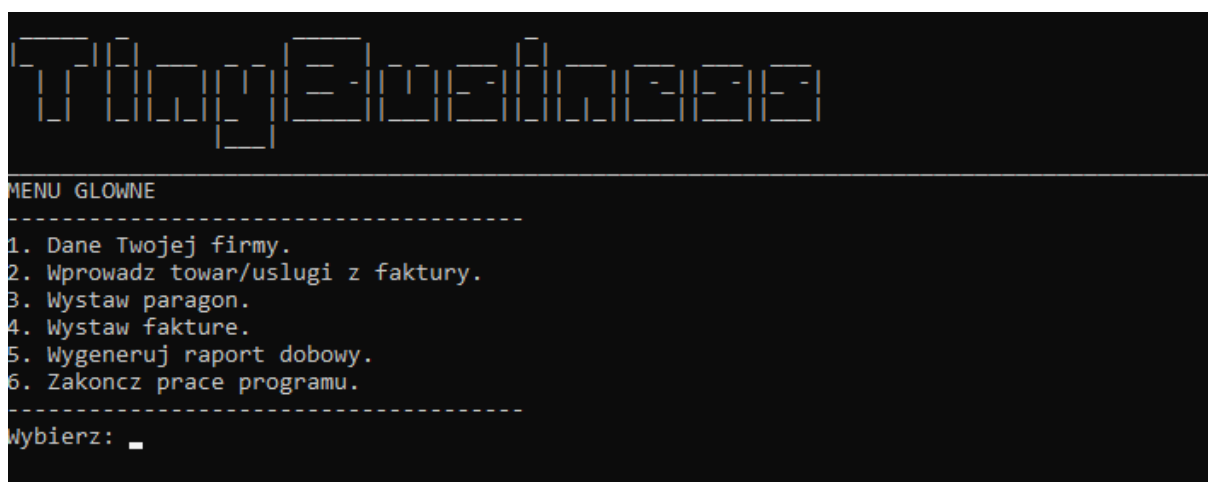 TinyBusiness
MENU GLOWNE
---------------------------------------
1. Dane Twojej firmy.
2. Wprowadz towar/uslugi z faktury.
3. Wystaw paragon.
4. Wystaw fakture.
5. Wygeneruj raport dobowy.
6. Zakoncz prace programu.
---------------------------------------
Wybierz: